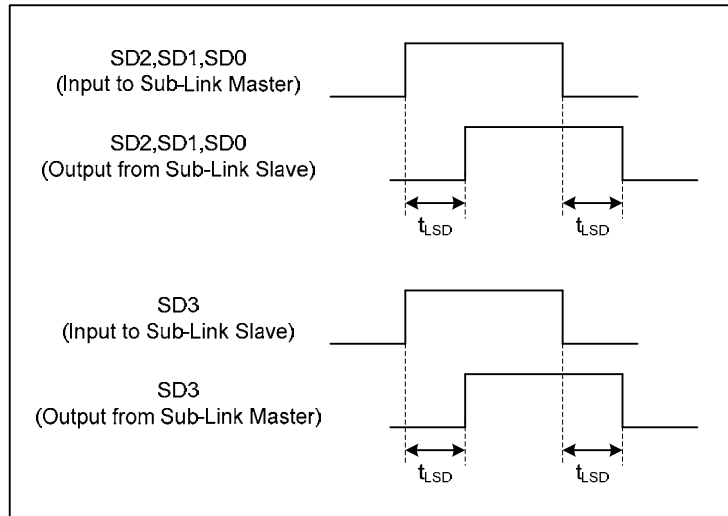 SD2,SD1,SD0
(Input to Sub-Link Master)
SD2,SD1,SD0
(Output from Sub-Link Slave)
tLSD
tLSD
SD3
(Input to Sub-Link Slave)
SD3
(Output from Sub-Link Master)
tLSD
tLSD